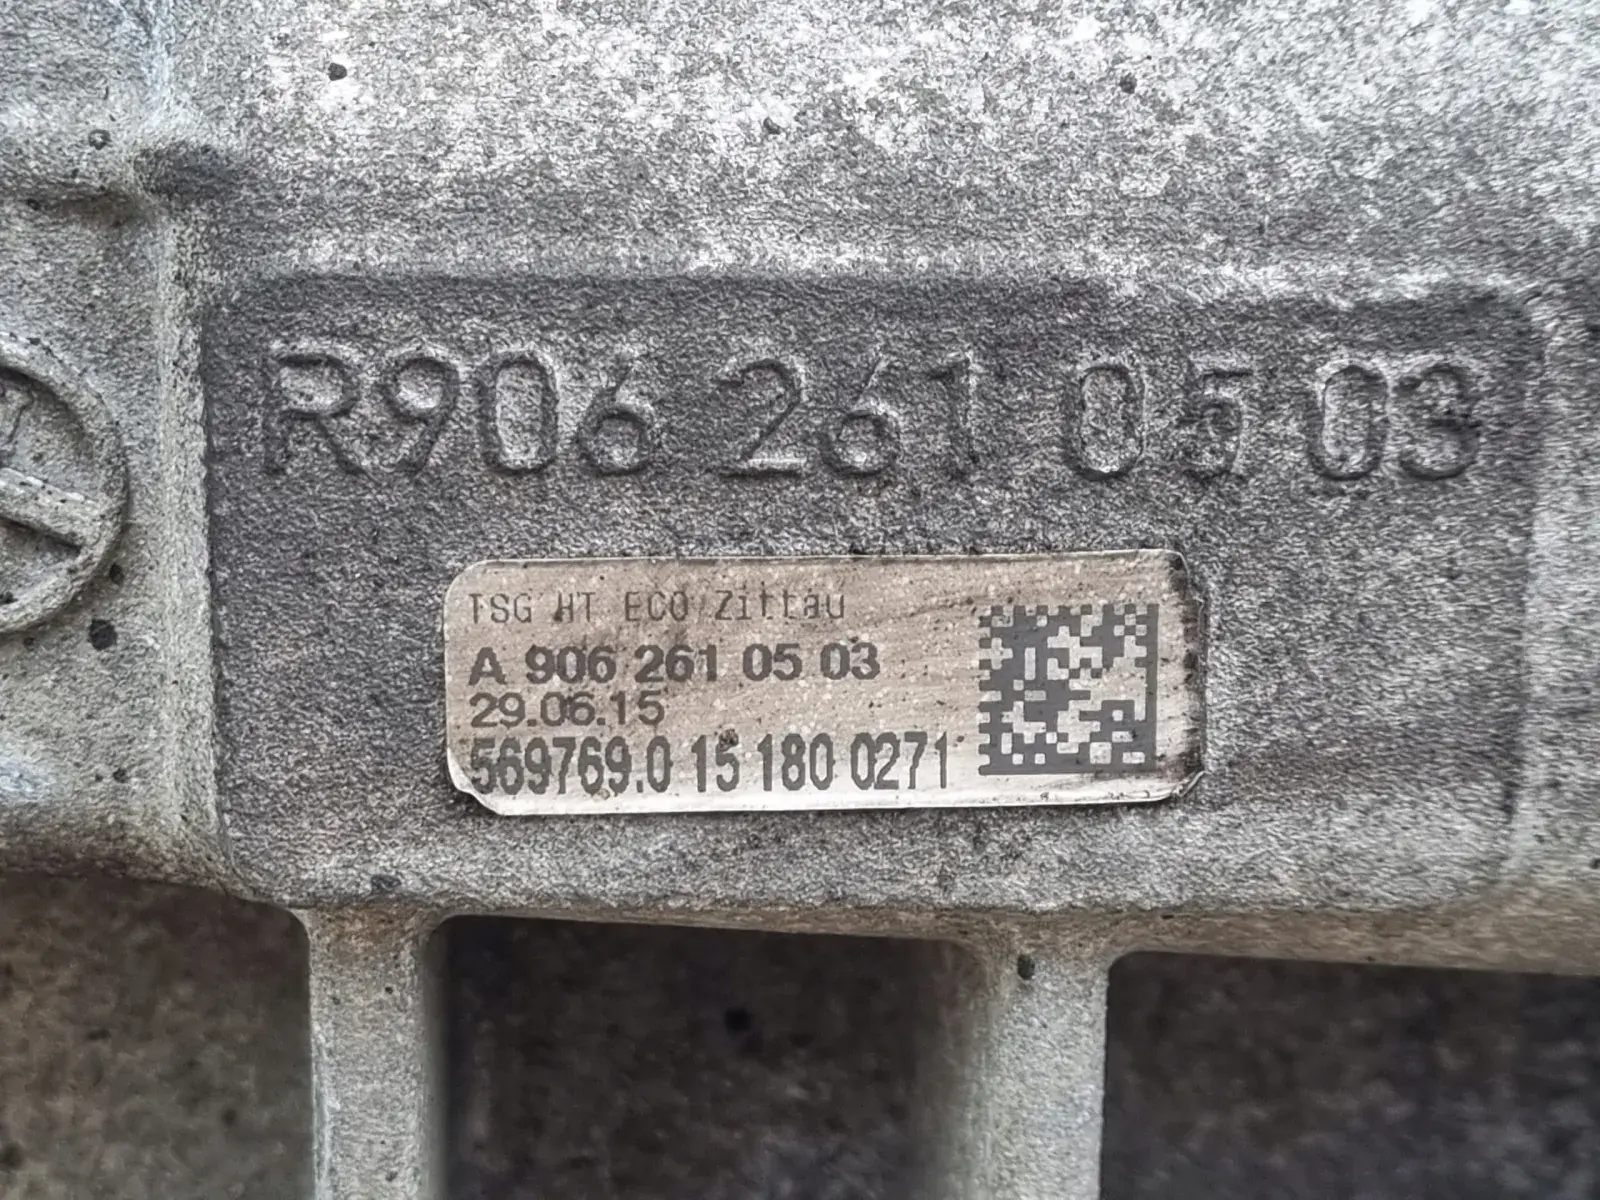 R906 261 05 03
TSG HT ECO/Zittau
A 906 261 05 03
29.06.15
569769.0 15 180 0271